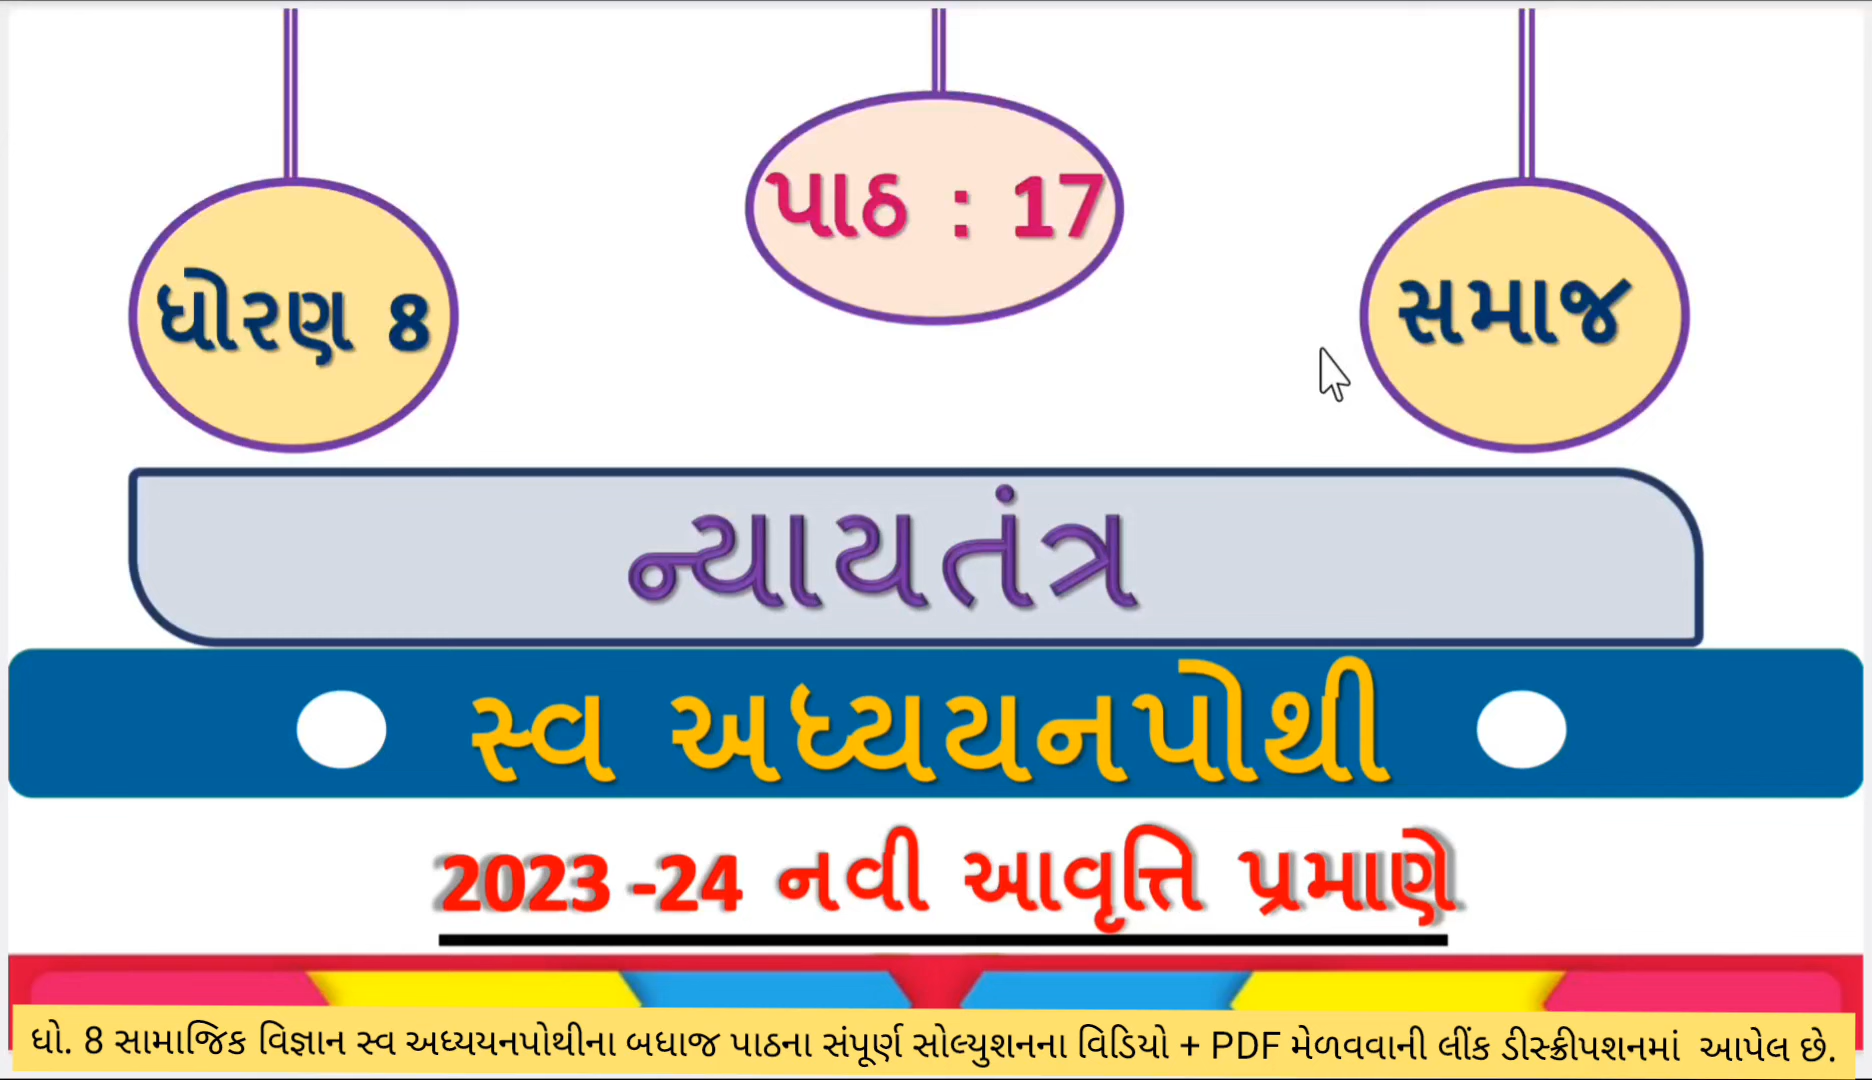 પાઠ : 17
ધોરણ 8
સમાજ
ન્યાયતંત્ર
સ્વ અધ્યયનપોથી
2023 -24 નવી આવૃત્તિ પ્રમાણે
ધો. 8 સામાજિક વિજ્ઞાન સ્વ અધ્યયનપોથીના બધાજ પાઠના સંપૂર્ણ સોલ્યુશનના વિડિયો + PDF મેળવવાની લીંક ડીસ્ક્રીપશનમાં આપેલ છે.